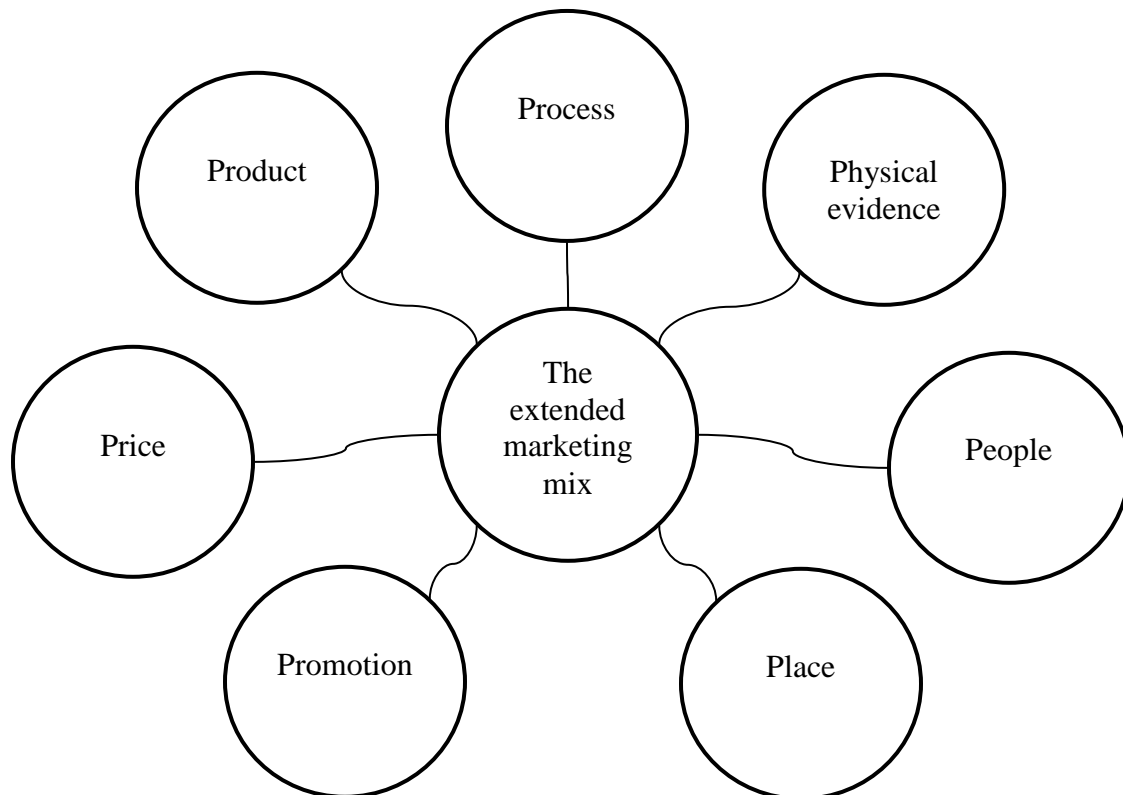 Process
Product
Physical
evidence
The
extended
marketing
mix
Price
People
Promotion
Place